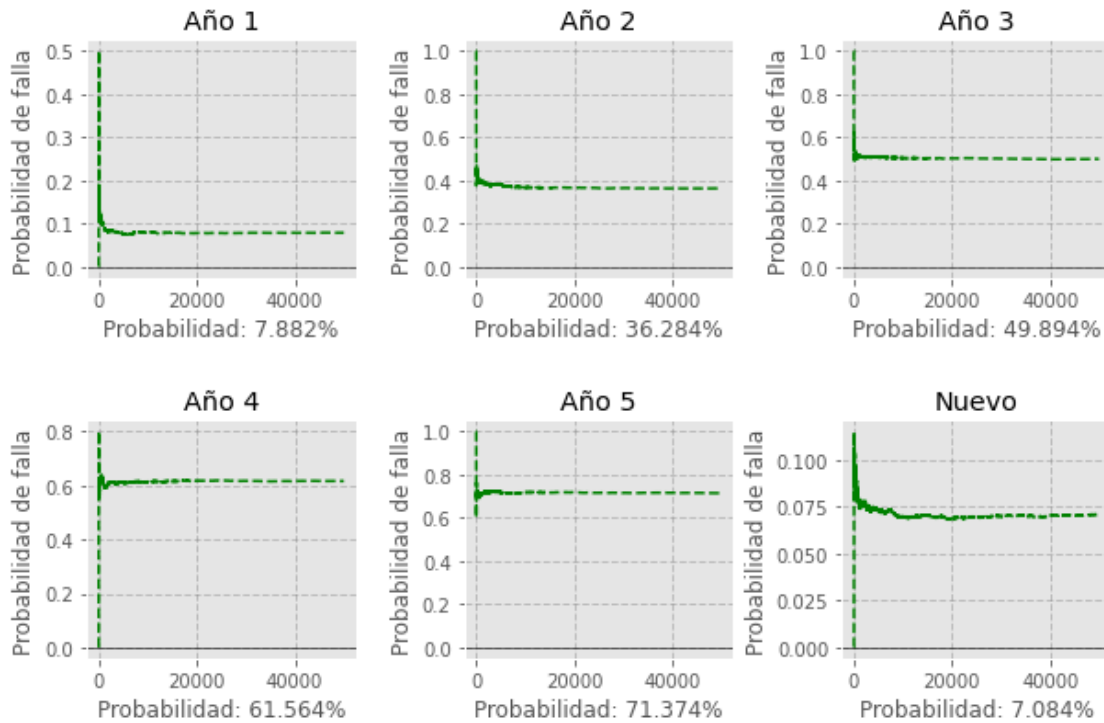 Año 1
Probabilidad de falla
0.5
0.4
0.3
0.2
0.1
0.0
0
20000
40000
Probabilidad: 7.882%
Año 2
Probabilidad de falla
1.0
0.8
0.6
0.4
0.2
0.0
0
20000
40000
Probabilidad: 36.284%
Año 3
Probabilidad de falla
1.0
0.8
0.6
0.4
0.2
0.0
0
20000
40000
Probabilidad: 49.894%
Año 4
Probabilidad de falla
0.8
0.6
0.4
0.2
0.0
0
20000
40000
Probabilidad: 61.564%
Año 5
Probabilidad de falla
1.0
0.8
0.6
0.4
0.2
0.0
0
20000
40000
Probabilidad: 71.374%
Nuevo
Probabilidad de falla
0.100
0.075
0.050
0.025
0.000
0
20000
40000
Probabilidad: 7.084%